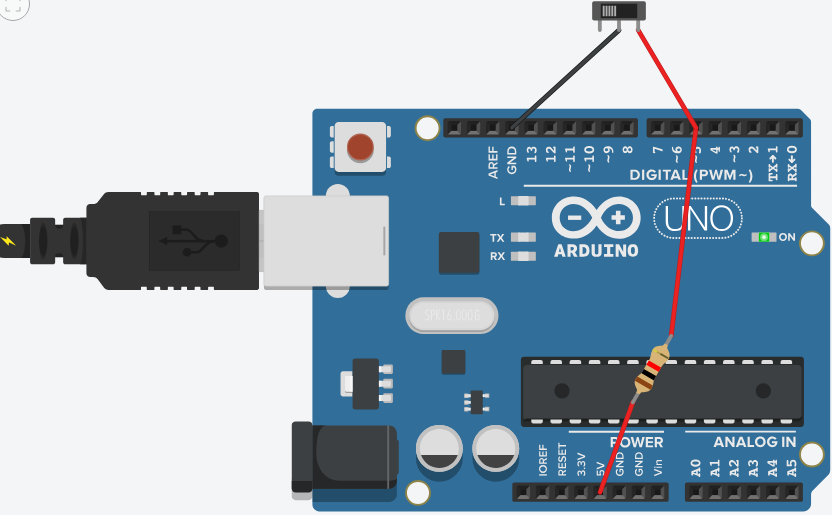 AREF
GND
13
12
~11
~10
~9
8
7
~6
~5
4
~3
2
TX→1
RX←0
DIGITAL (PWM~)
L
TX
RX
ARDUINO
UNO
ON
SPK16.000G
POWER
ANALOG IN
IOREF
RESET
3.3V
5V
GND
GND
Vin
A0
A1
A2
A3
A4
A5